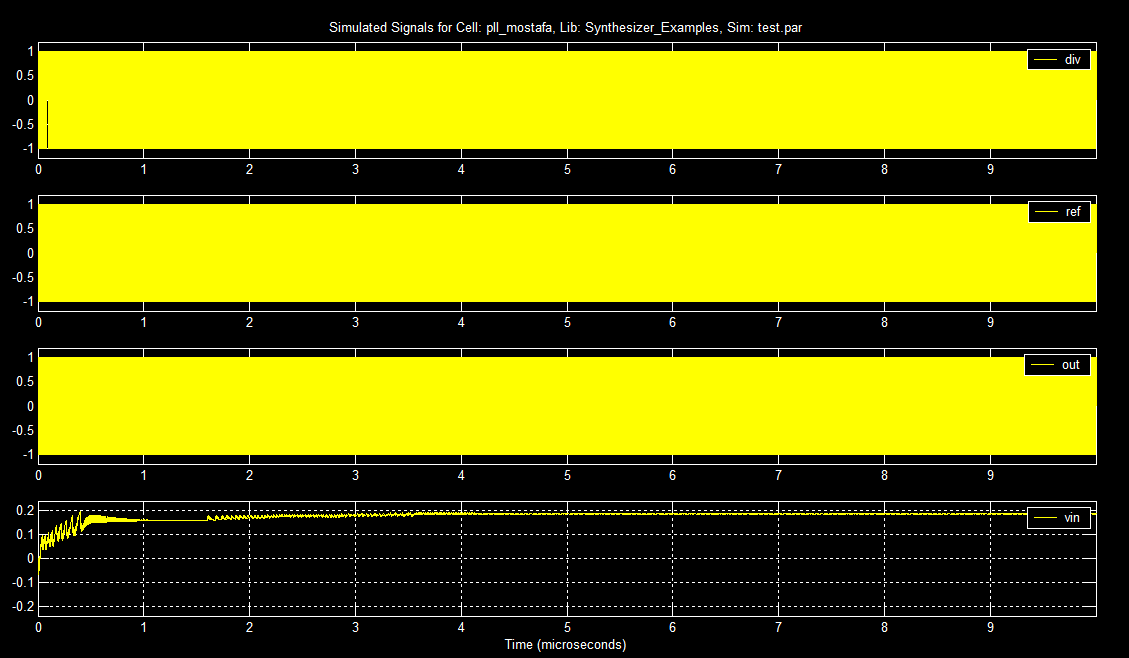 Simulated Signals for Cell: pll_mostafa, Lib: Synthesizer_Examples, Sim: test.par
1
0.5
0
-0.5
-1
div
0 1 2 3 4 5 6 7 8 9
1
0.5
0
-0.5
-1
ref
0 1 2 3 4 5 6 7 8 9
1
0.5
0
-0.5
-1
out
0 1 2 3 4 5 6 7 8 9
0.2
0.1
0
-0.1
-0.2
vin
0 1 2 3 4 5 6 7 8 9
Time (microseconds)